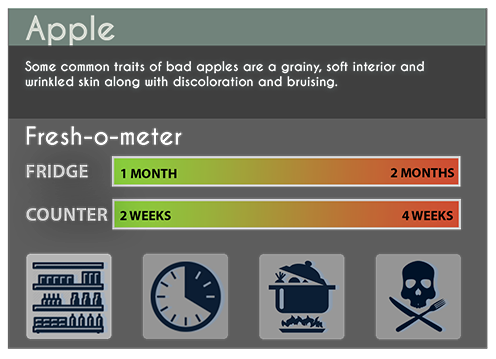 Apple
Some common traits of bad apples are a grainy, soft interior and
wrinkled skin along with discoloration and bruising.
Fresh-o-meter
FRIDGE 1 MONTH 2 MONTHS
COUNTER 2 WEEKS 4 WEEKS